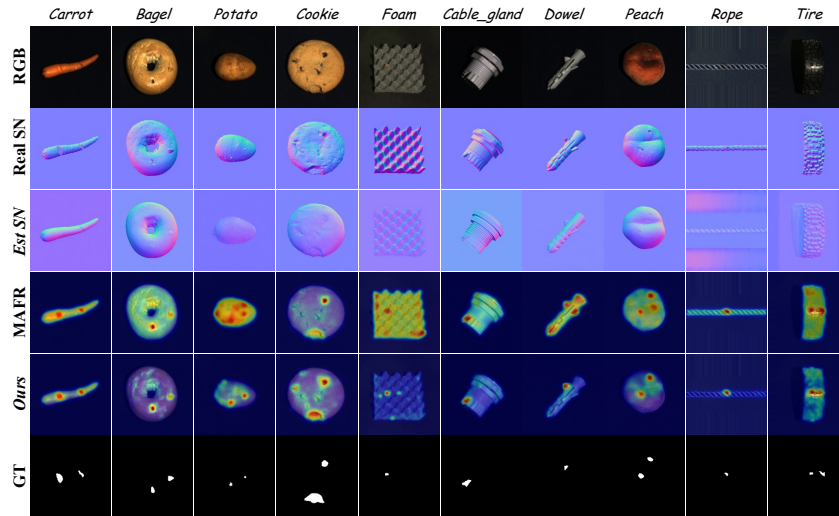 Carrot Bagel Potato Cookie Foam Cable_gland Dowel Peach Rope Tire
RGB
Real SN
Est SN
MAFR
Ours
GT